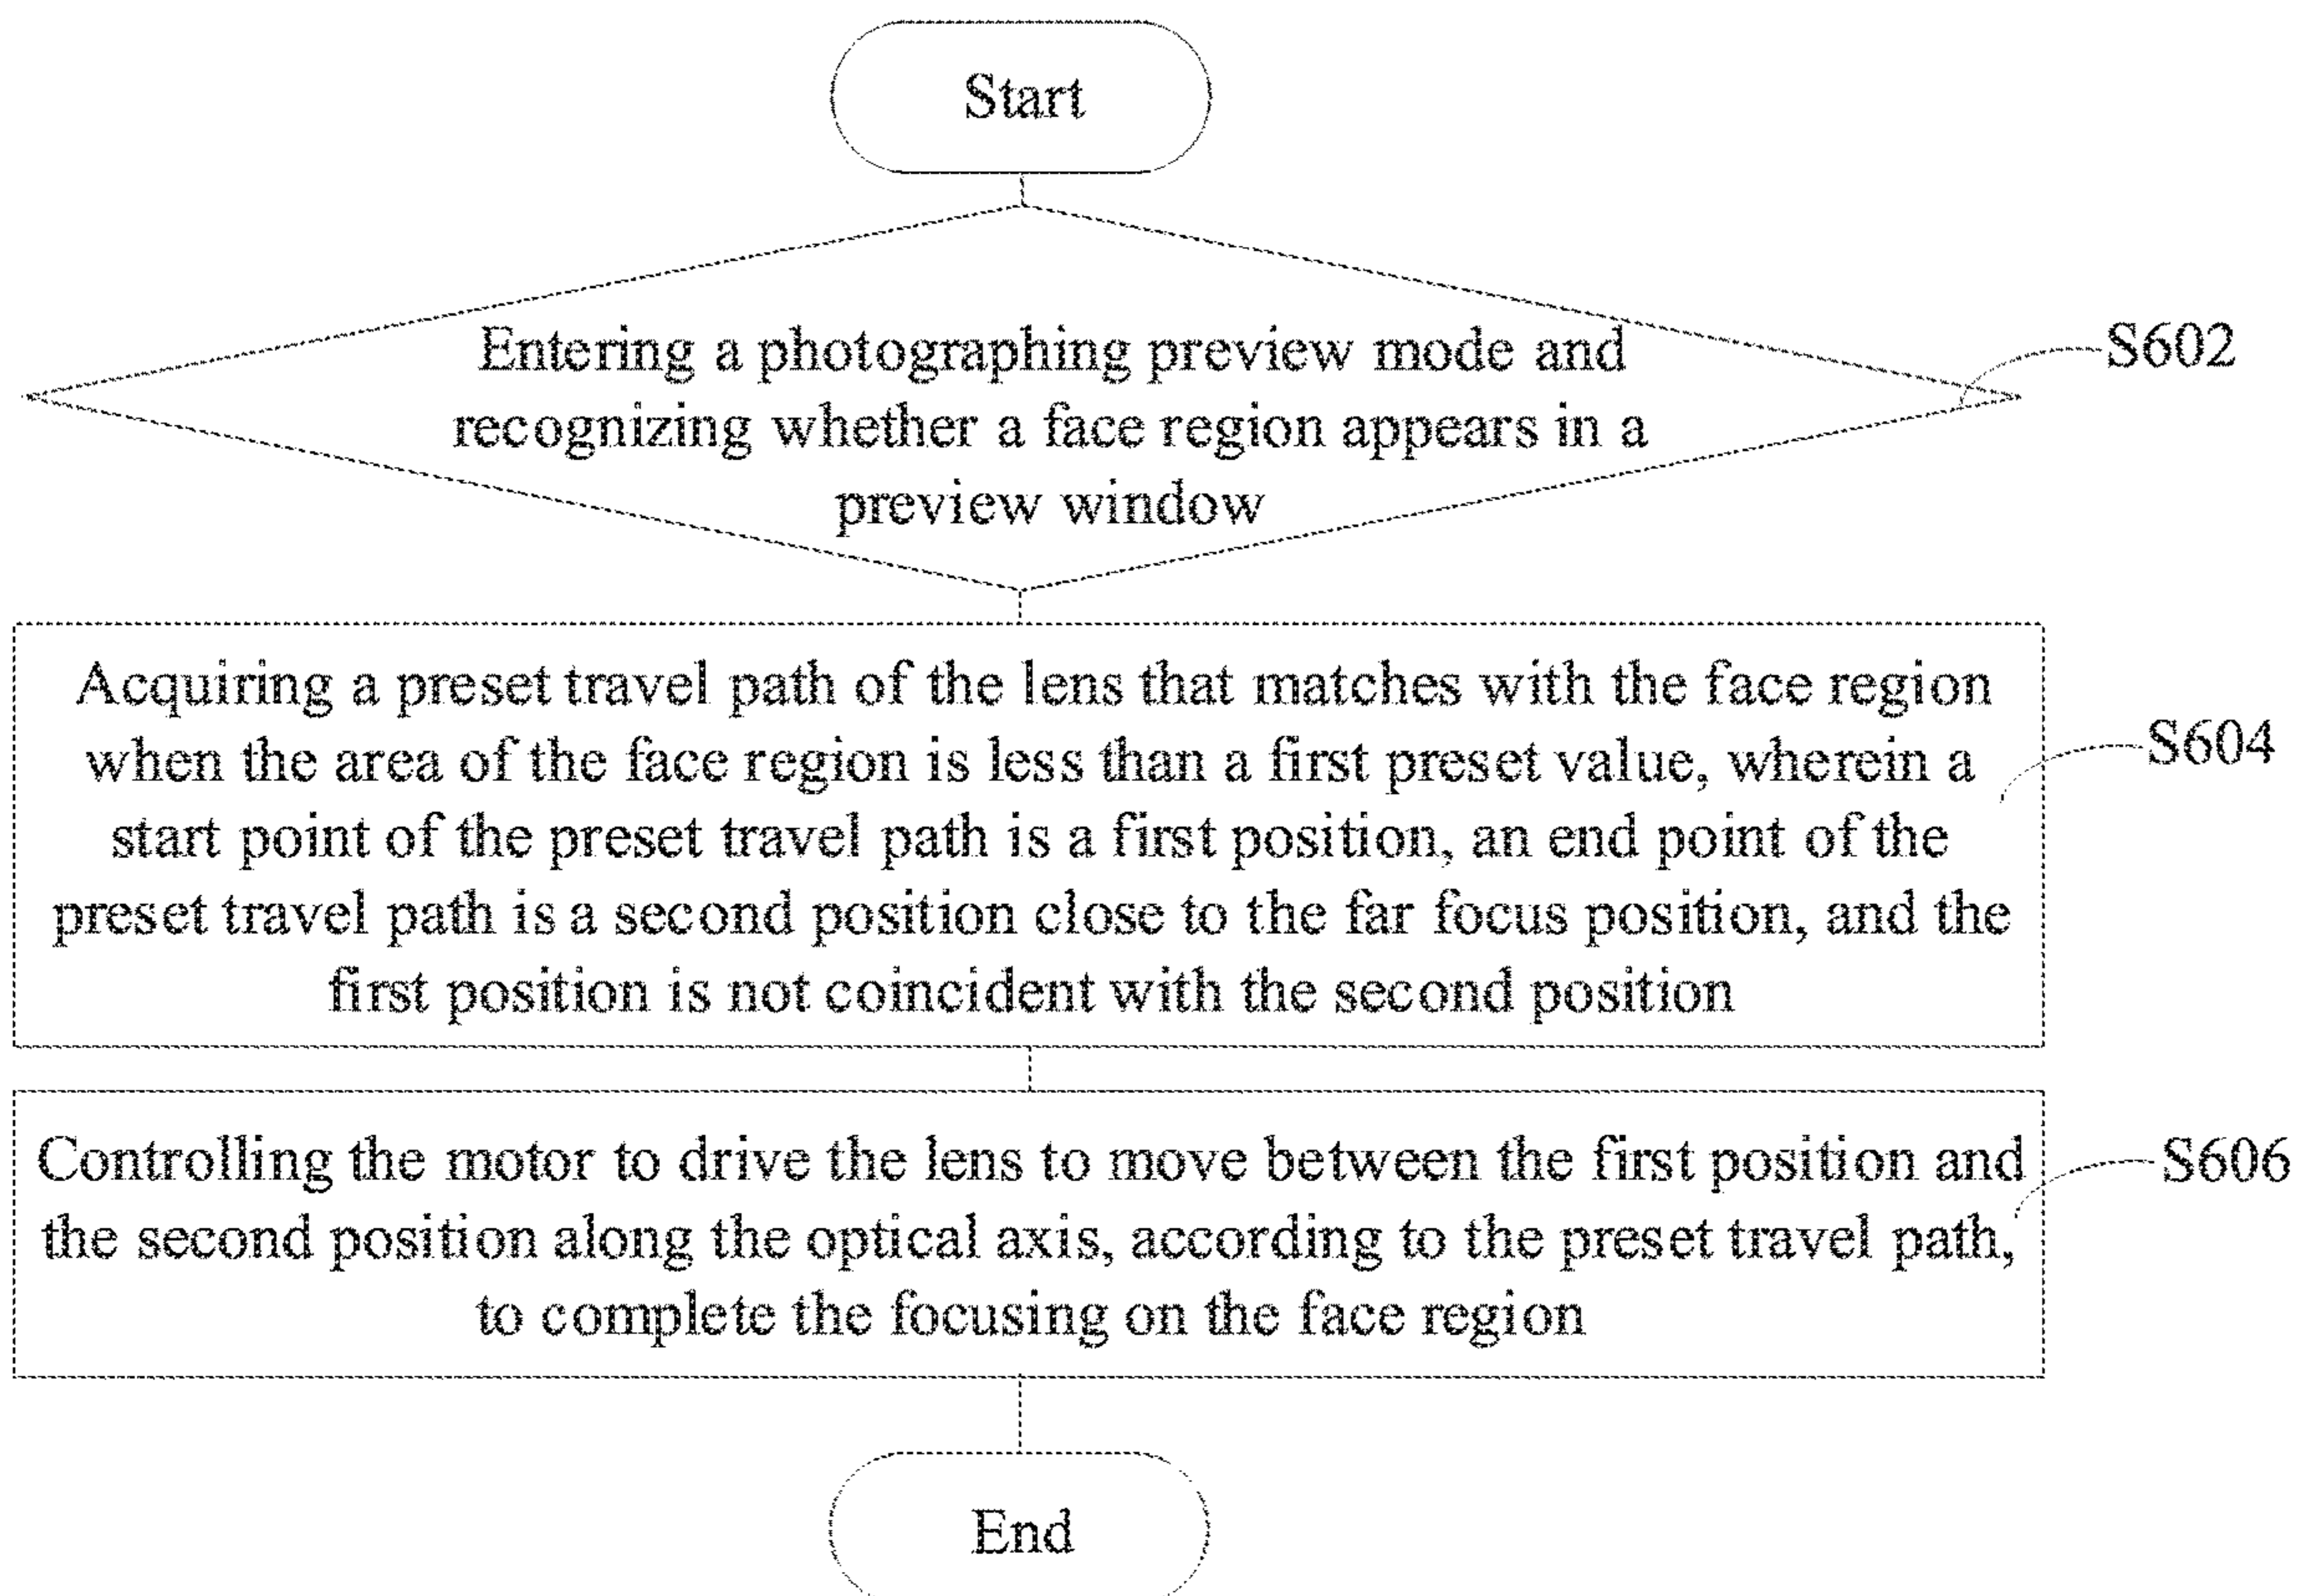 Start
Entering a photographing preview mode and
recognizing whether a face region appears in a
preview window
S602
Acquiring a preset travel path of the lens that matches with the face region
when the area of the face region is less than a first preset value, wherein a
start point of the preset travel path is a first position, an end point of the
preset travel path is a second position close to the far focus position, and the
first position is not coincident with the second position
S604
Controlling the motor to drive the lens to move between the first position and
the second position along the optical axis, according to the preset travel path,
to complete the focusing on the face region
S606
End